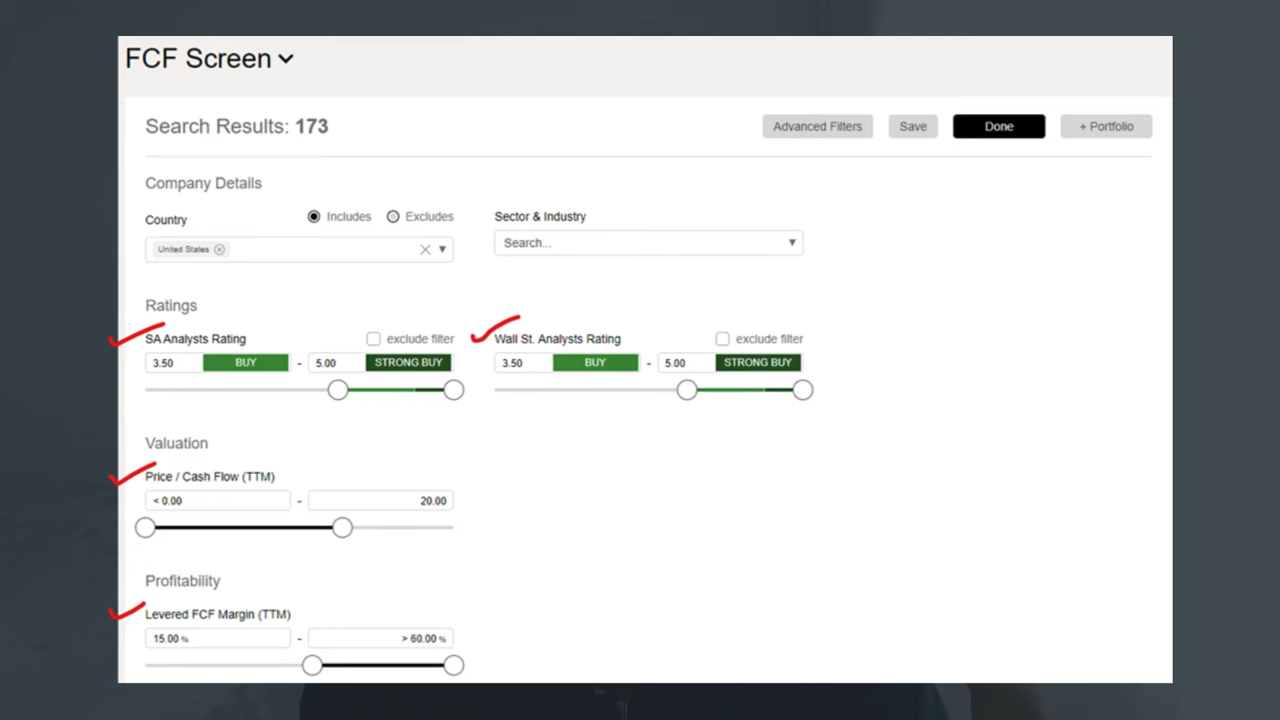 FCF Screen
Search Results: 173
Advanced Filters
Save
Done
+ Portfolio
Company Details
Country
Includes
Excludes
Sector & Industry
United States
Search...
Ratings
SA Analysts Rating
exclude filter
Wall St. Analysts Rating
exclude filter
3.50 BUY - 5.00 STRONG BUY
3.50 BUY - 5.00 STRONG BUY
Valuation
Price / Cash Flow (TTM)
< 0.00 - 20.00
Profitability
Levered FCF Margin (TTM)
15.00 % - > 60.00 %